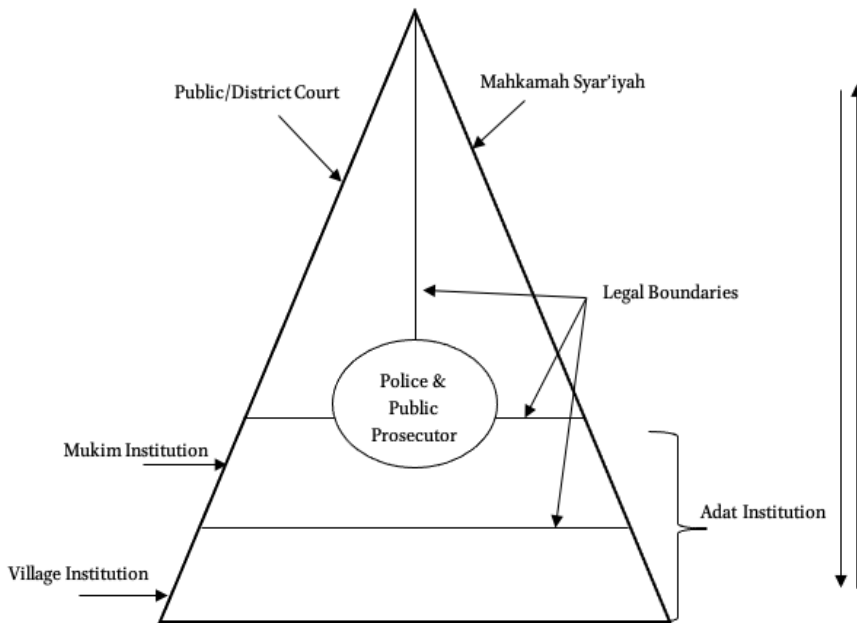 Public/District Court
Mahkamah Syar'iyah
Legal Boundaries
Police &
Public
Prosecutor
Mukim Institution
Adat Institution
Village Institution